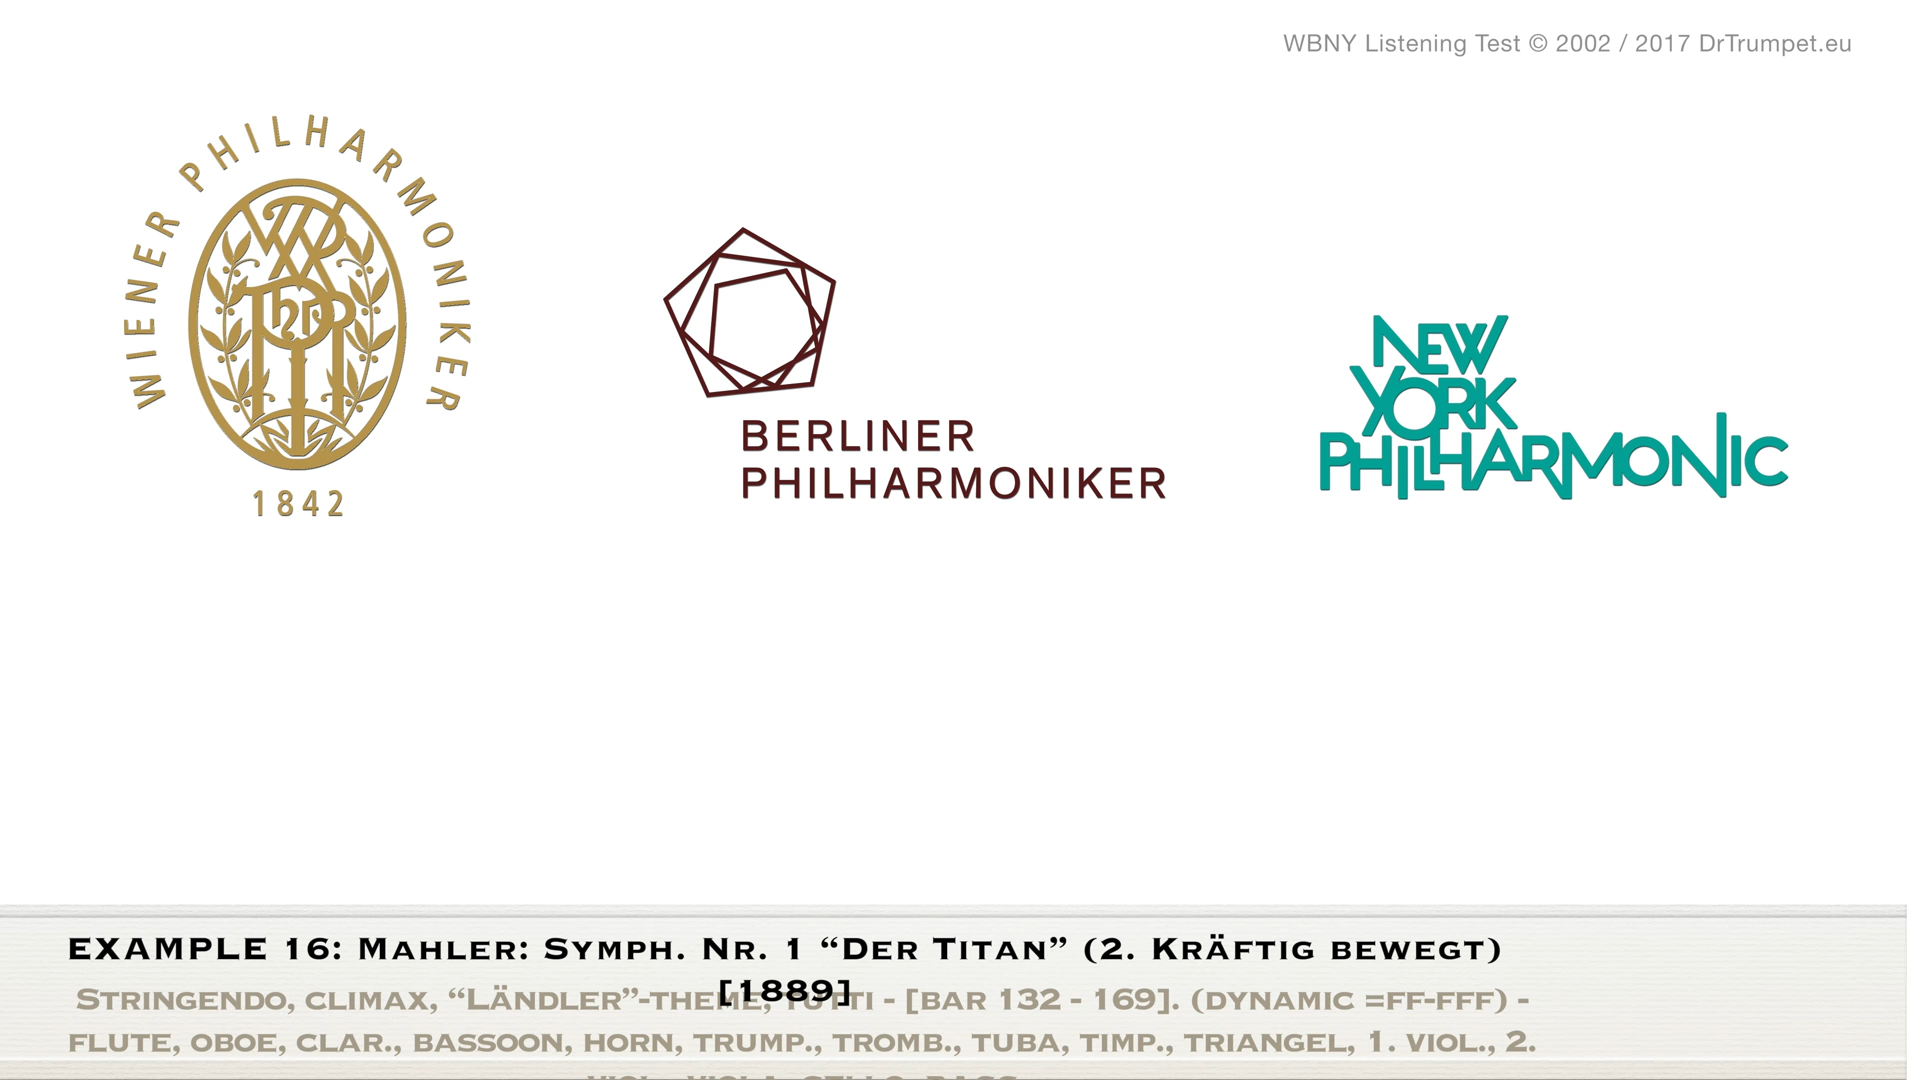 WBNY Listening Test © 2002 / 2017 DrTrumpet.eu
WIENER PHILHARMONIKER
1842
BERLINER
PHILHARMONIKER
NEW
YORK
PHILHARMONIC
EXAMPLE 16: MAHLER: SYMPH. NR. 1 “DER TITAN” (2. KRÄFTIG BEWEGT)
[1889]
STRINGENDO, CLIMAX, “LÄNDLER”-THEME, TUTTI - [BAR 132 - 169]. (DYNAMIC =FF-FFF) -
FLUTE, OBOE, CLAR., BASSOON, HORN, TRUMP., TROMB., TUBA, TIMP., TRIANGEL, 1. VIOL., 2.